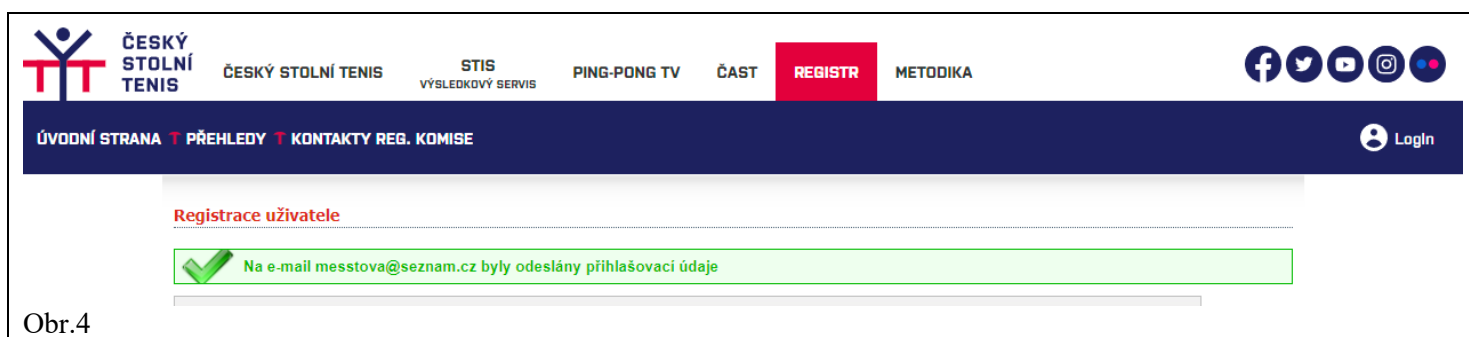 ČESKÝ
STOLNÍ
TENIS
ČESKÝ STOLNÍ TENIS
STIS
VÝSLEDKOVÝ SERVIS
PING-PONG TV
ČAST
REGISTR
METODIKA
ÚVODNÍ STRANA T PŘEHLEDY T KONTAKTY REG. KOMISE
LogIn
Registrace uživatele
Na e-mail messtova@seznam.cz byly odeslány přihlašovací údaje
Obr.4